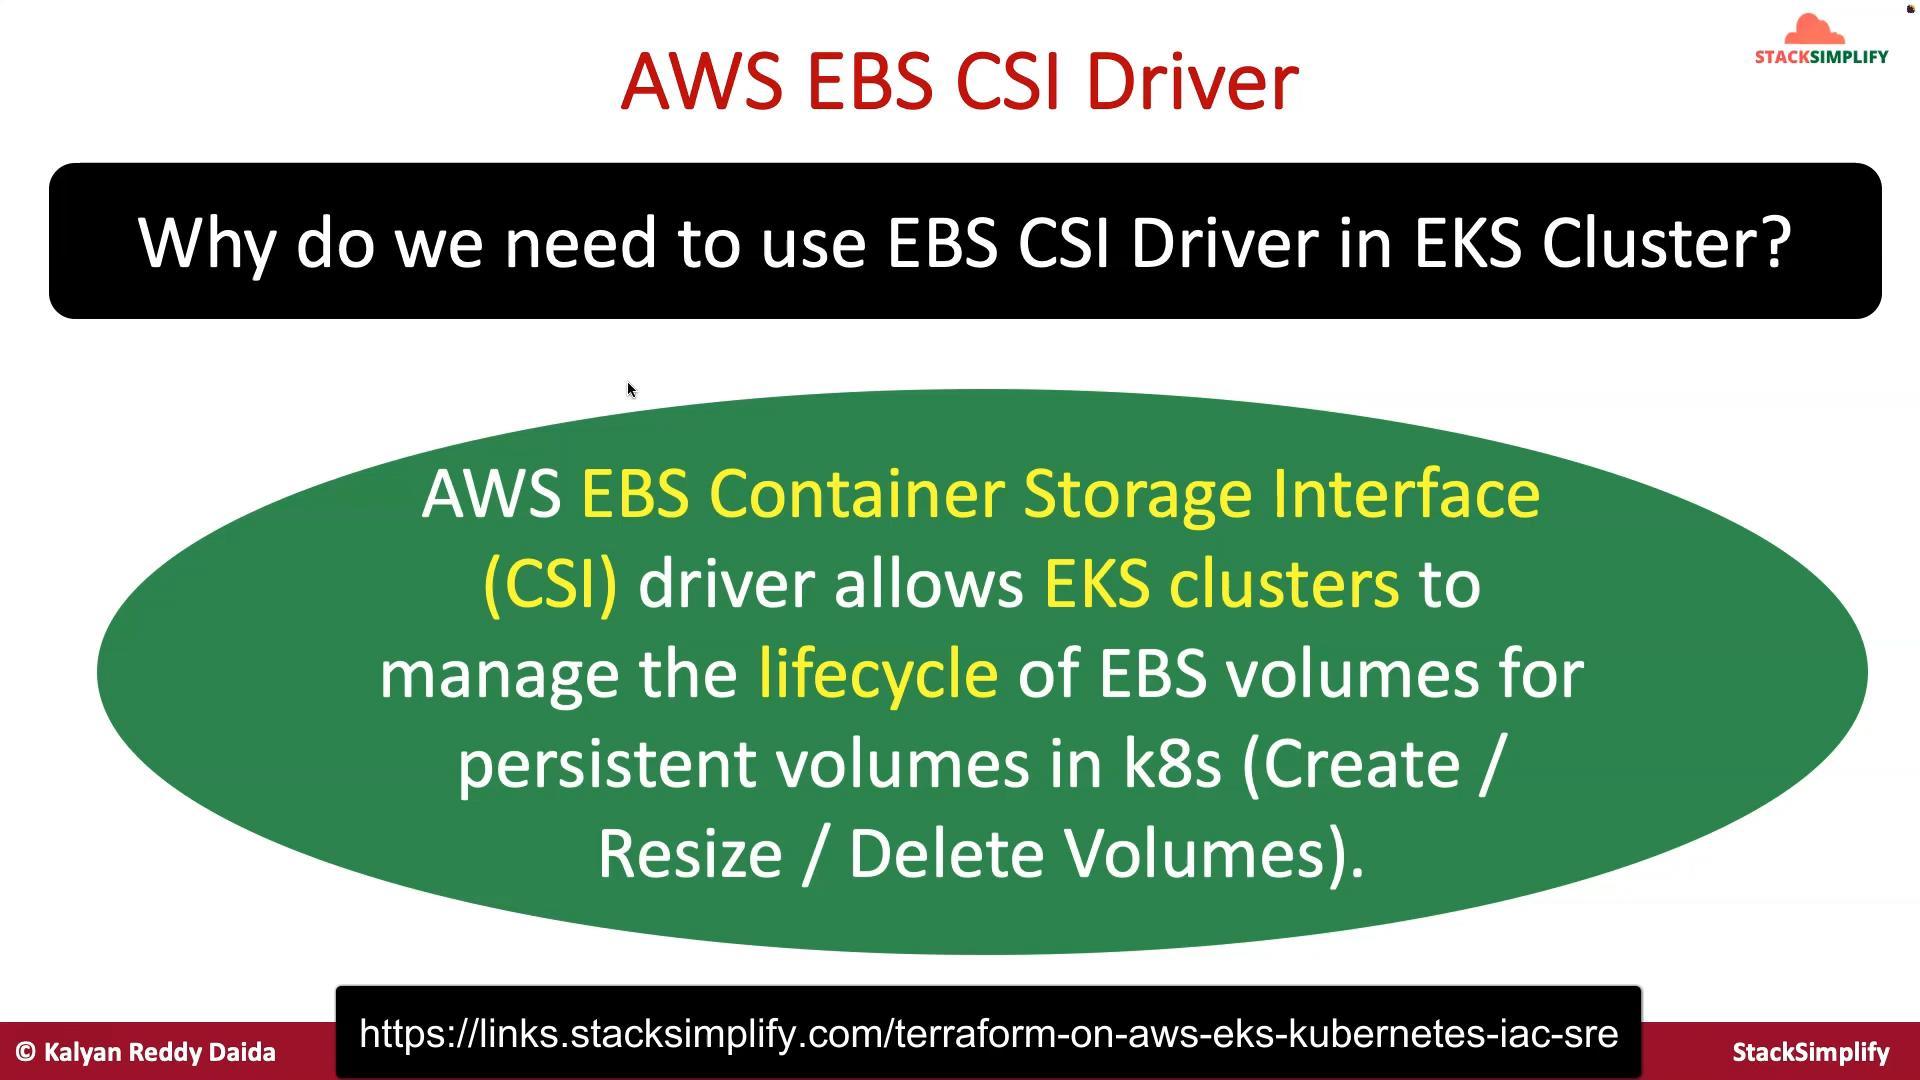 STACKSIMPLIFY
AWS EBS CSI Driver
Why do we need to use EBS CSI Driver in EKS Cluster?
AWS EBS Container Storage Interface
(CSI) driver allows EKS clusters to
manage the lifecycle of EBS volumes for
persistent volumes in k8s (Create /
Resize / Delete Volumes).
https://links.stacksimplify.com/terraform-on-aws-eks-kubernetes-iac-sre
© Kalyan Reddy Daida
StackSimplify